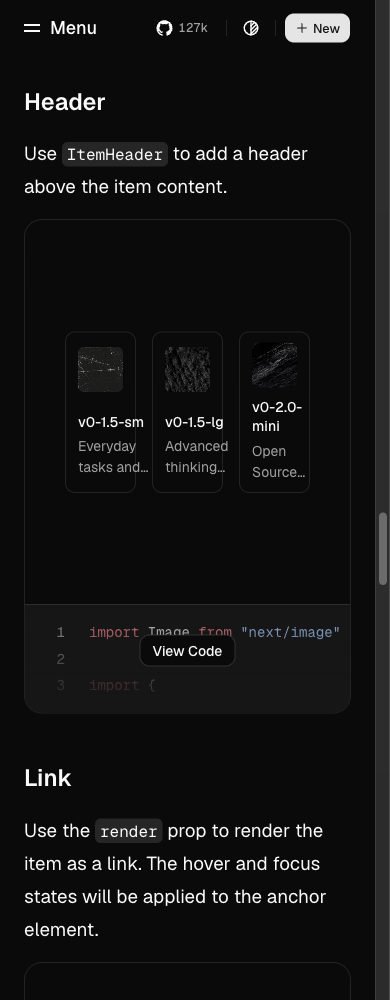 Menu
127k
New
Header
Use ItemHeader to add a header
above the item content.
v0-1.5-sm
Everyday
tasks and…
v0-1.5-lg
Advanced
thinking…
v0-2.0-
mini
Open
Source…
1 import Image from "next/image"
2
View Code
3 import {
Link
Use the render prop to render the
item as a link. The hover and focus
states will be applied to the anchor
element.